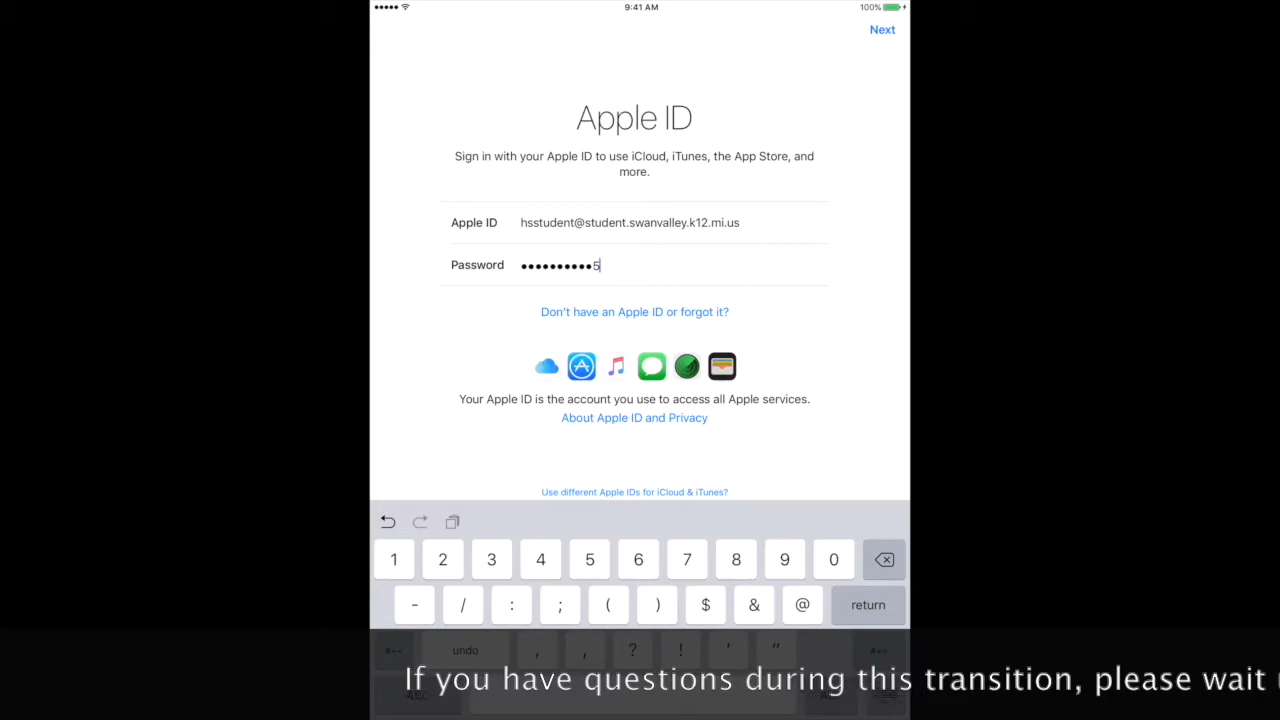 9:41 AM
100%
Next
Apple ID
Sign in with your Apple ID to use iCloud, iTunes, the App Store, and
more.
Apple ID hsstudent@student.swanvalley.k12.mi.us
Password ••••••••••5
Don't have an Apple ID or forgot it?
Your Apple ID is the account you use to access all Apple services.
About Apple ID and Privacy
Use different Apple IDs for iCloud & iTunes?
1 2 3 4 5 6 7 8 9 0
- / : ; ( ) $ & @ return
#+= undo . , ? ! ' " #+=
If you have questions during this transition, please wait
ABC